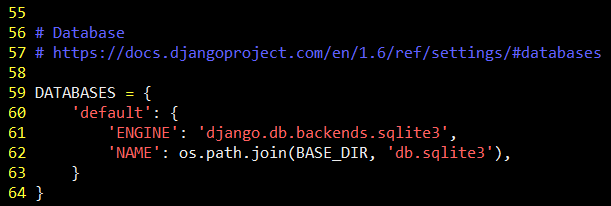 55
56 # Database
57 # https://docs.djangoproject.com/en/1.6/ref/settings/#databases
58
59 DATABASES = {
60     'default': {
61         'ENGINE': 'django.db.backends.sqlite3',
62         'NAME': os.path.join(BASE_DIR, 'db.sqlite3'),
63     }
64 }